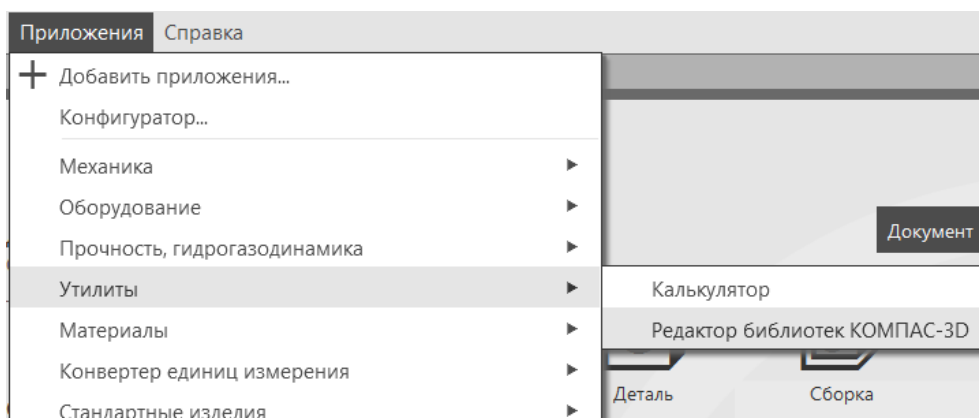 Приложения Справка
Добавить приложения...
Конфигуратор...
Механика
Оборудование
Прочность, гидрогазодинамика
Документ
Утилиты
Калькулятор
Материалы
Редактор библиотек КОМПАС-3D
Конвертер единиц измерения
Деталь
Сборка
Стандартные изделия